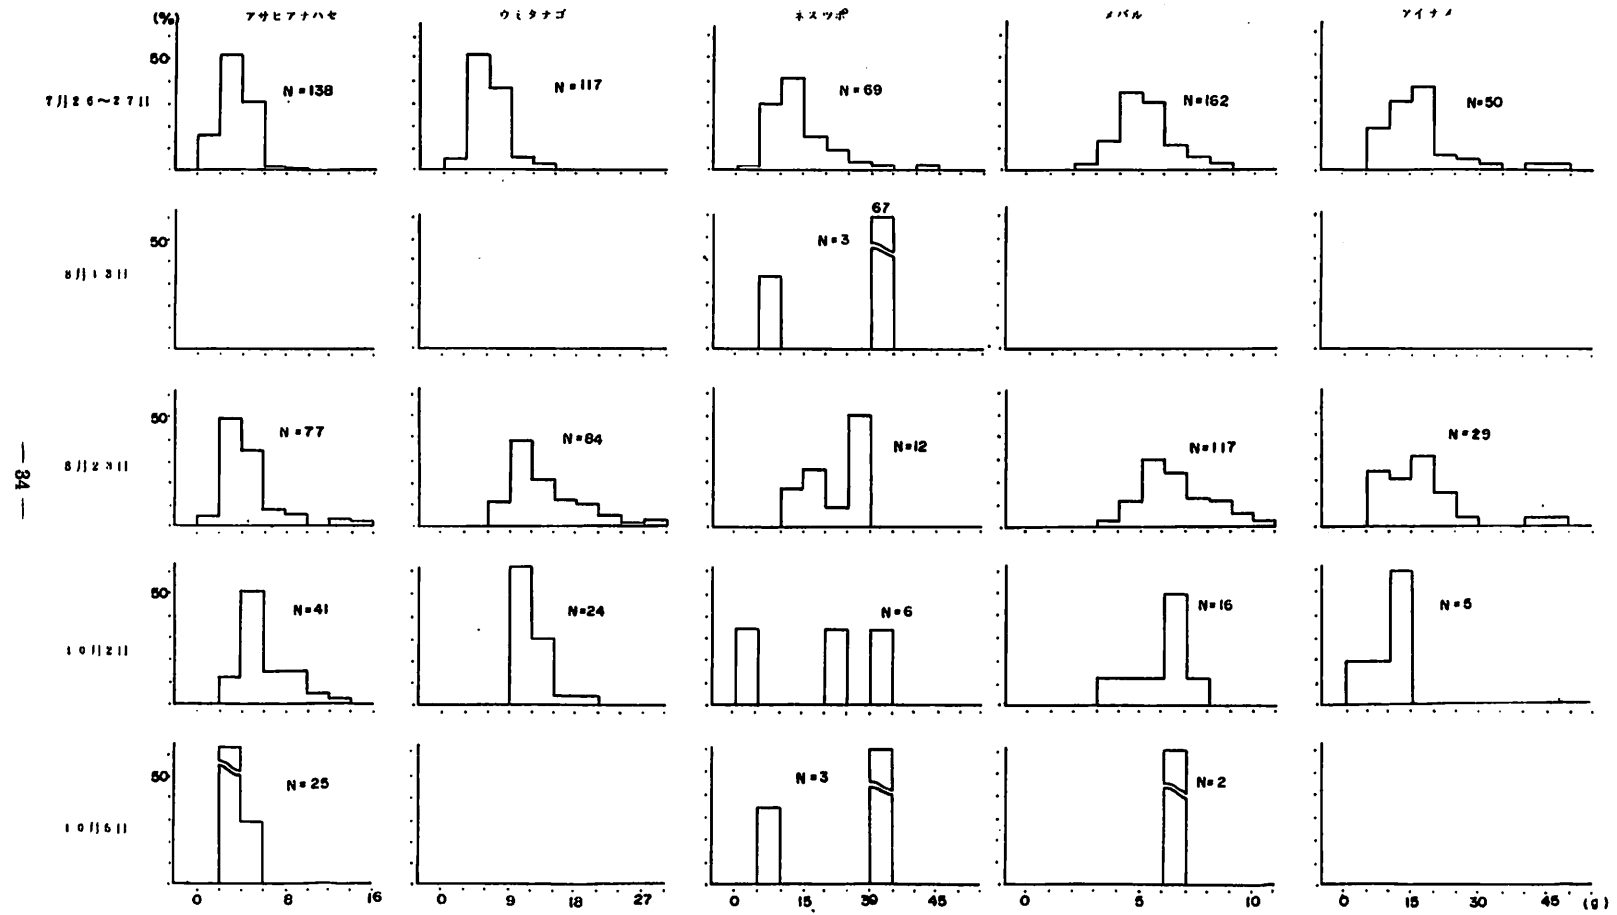 (%) アサヒアナハゼ ウミタナゴ ネズツポ メバル アイナメ
50
7月26〜27日 N=138 N=117 N=69 N=162 N=50
67
50 N=3
8月13日
50 N=77 N=84 N=12 N=117 N=29
8月23日
50 N=41 N=24 N=6 N=16 N=5
10月2日
50 N=25 N=3 N=2
10月5日
0 8 16 0 9 18 27 0 15 30 45 0 5 10 0 15 30 45 (g)
— 84 —